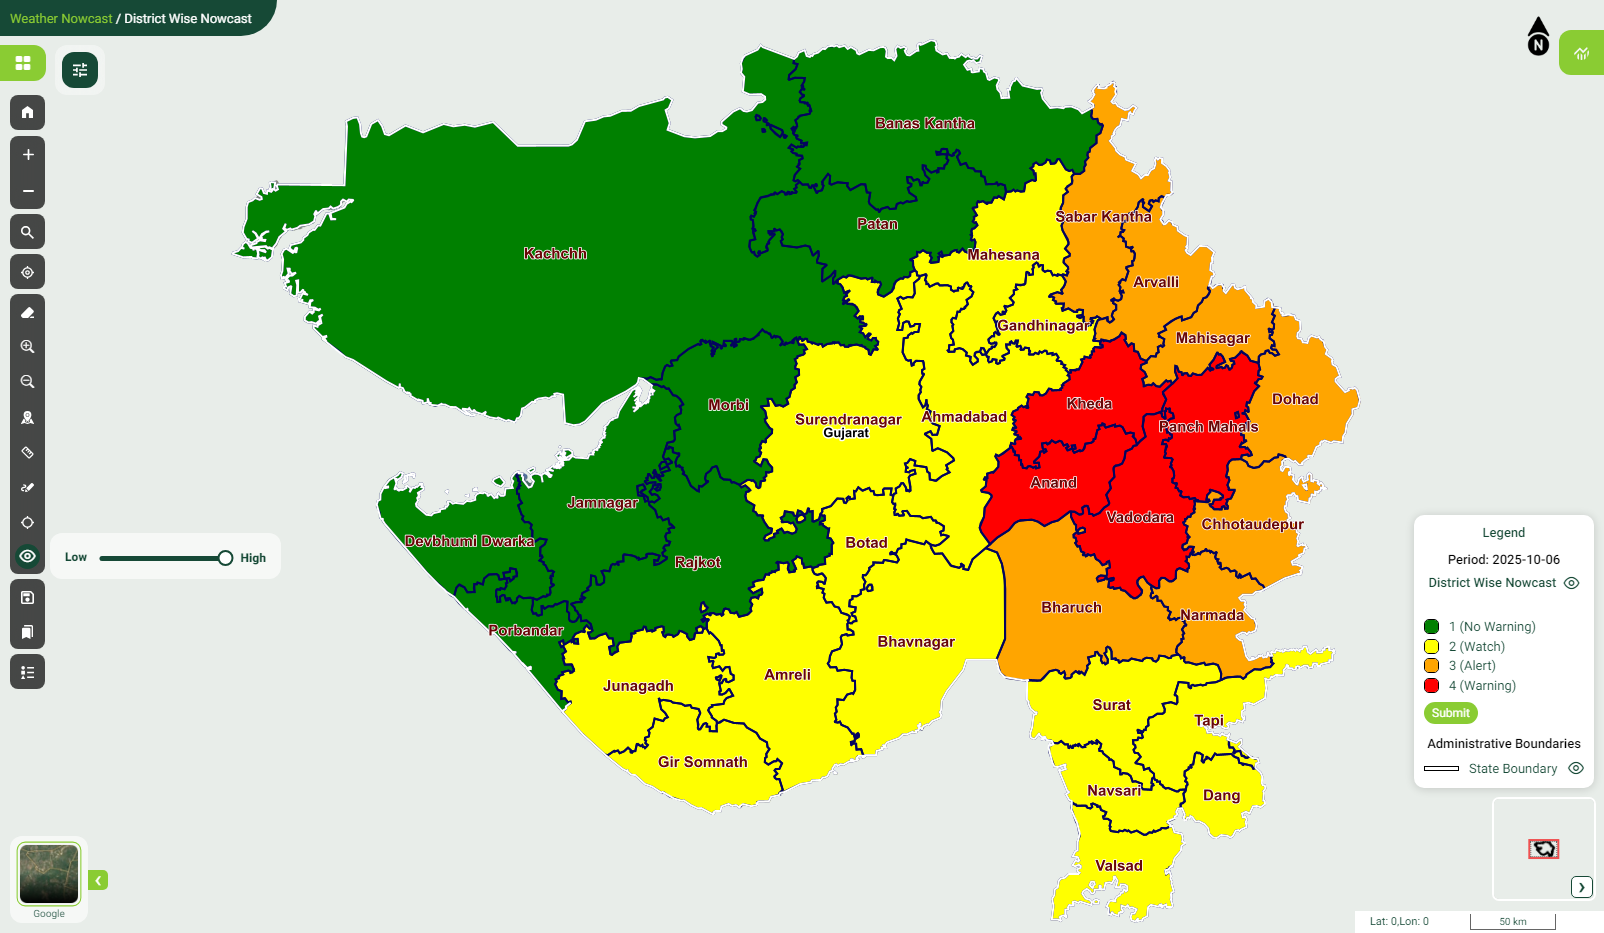 Weather Nowcast / District Wise Nowcast
N
Banas Kantha
Patan
Sabar Kantha
Kachchh
Mahesana
Arvalli
Gandhinagar
Mahisagar
Dohad
Morbi
Kheda
Surendranagar
Ahmadabad
Gujarat
Panch Mahals
Anand
Jamnagar
Vadodara
Chhotaudepur
Devbhumi Dwarka
Botad
Rajkot
Low
High
Bharuch
Narmada
Porbandar
Bhavnagar
Amreli
Junagadh
Surat
Tapi
Gir Somnath
Navsari
Dang
Valsad
Legend
Period: 2025-10-06
District Wise Nowcast
1 (No Warning)
2 (Watch)
3 (Alert)
4 (Warning)
Submit
Administrative Boundaries
State Boundary
Google
Lat: 0,Lon: 0
50 km